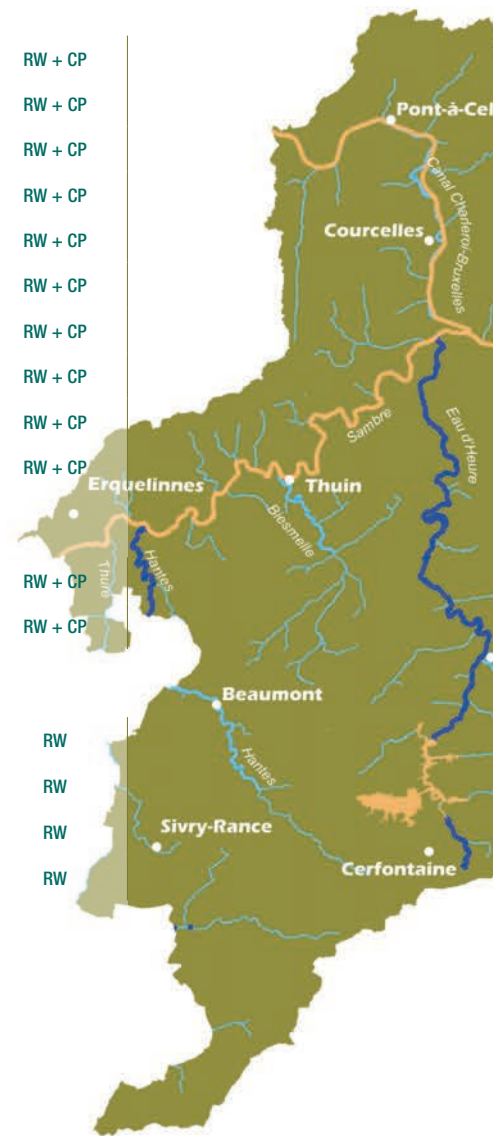 RW + CP
RW + CP
RW + CP
RW + CP
RW + CP
RW + CP
RW + CP
RW + CP
RW + CP
RW + CP
RW + CP
RW + CP
RW
RW
RW
RW
Pont-à-Cel
Canal Charleroi-Bruxelles
Courcelles
Sambre
Eau d'Heure
Erquelinnes
Thuin
Biesmelle
Thure
Hantes
Beaumont
Hantes
Sivry-Rance
Cerfontaine